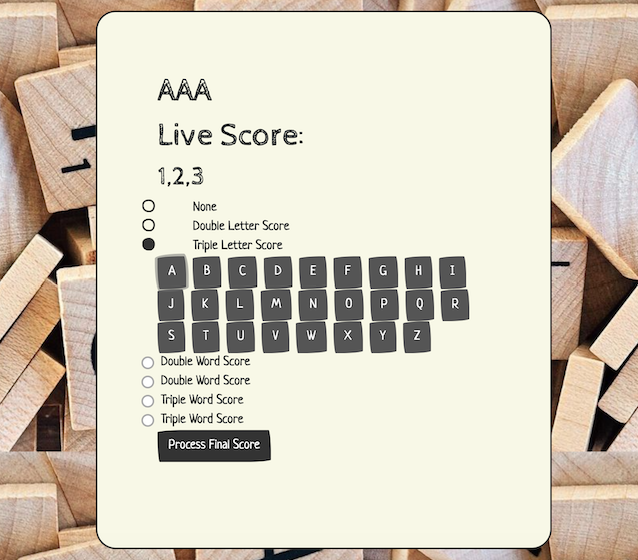 AAA
Live Score:
1,2,3
None
Double Letter Score
Triple Letter Score
A B C D E F G H I
J K L M N O P Q R
S T U V W X Y Z
Double Word Score
Double Word Score
Triple Word Score
Triple Word Score
Process Final Score